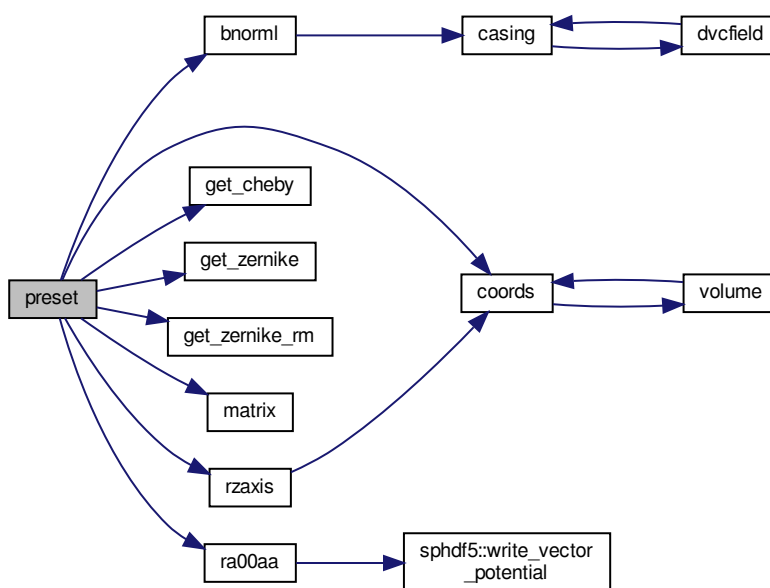 bnorml
casing
dvcfield
get_cheby
get_zernike
preset
coords
volume
get_zernike_rm
matrix
rzaxis
ra00aa
sphdf5::write_vector
_potential